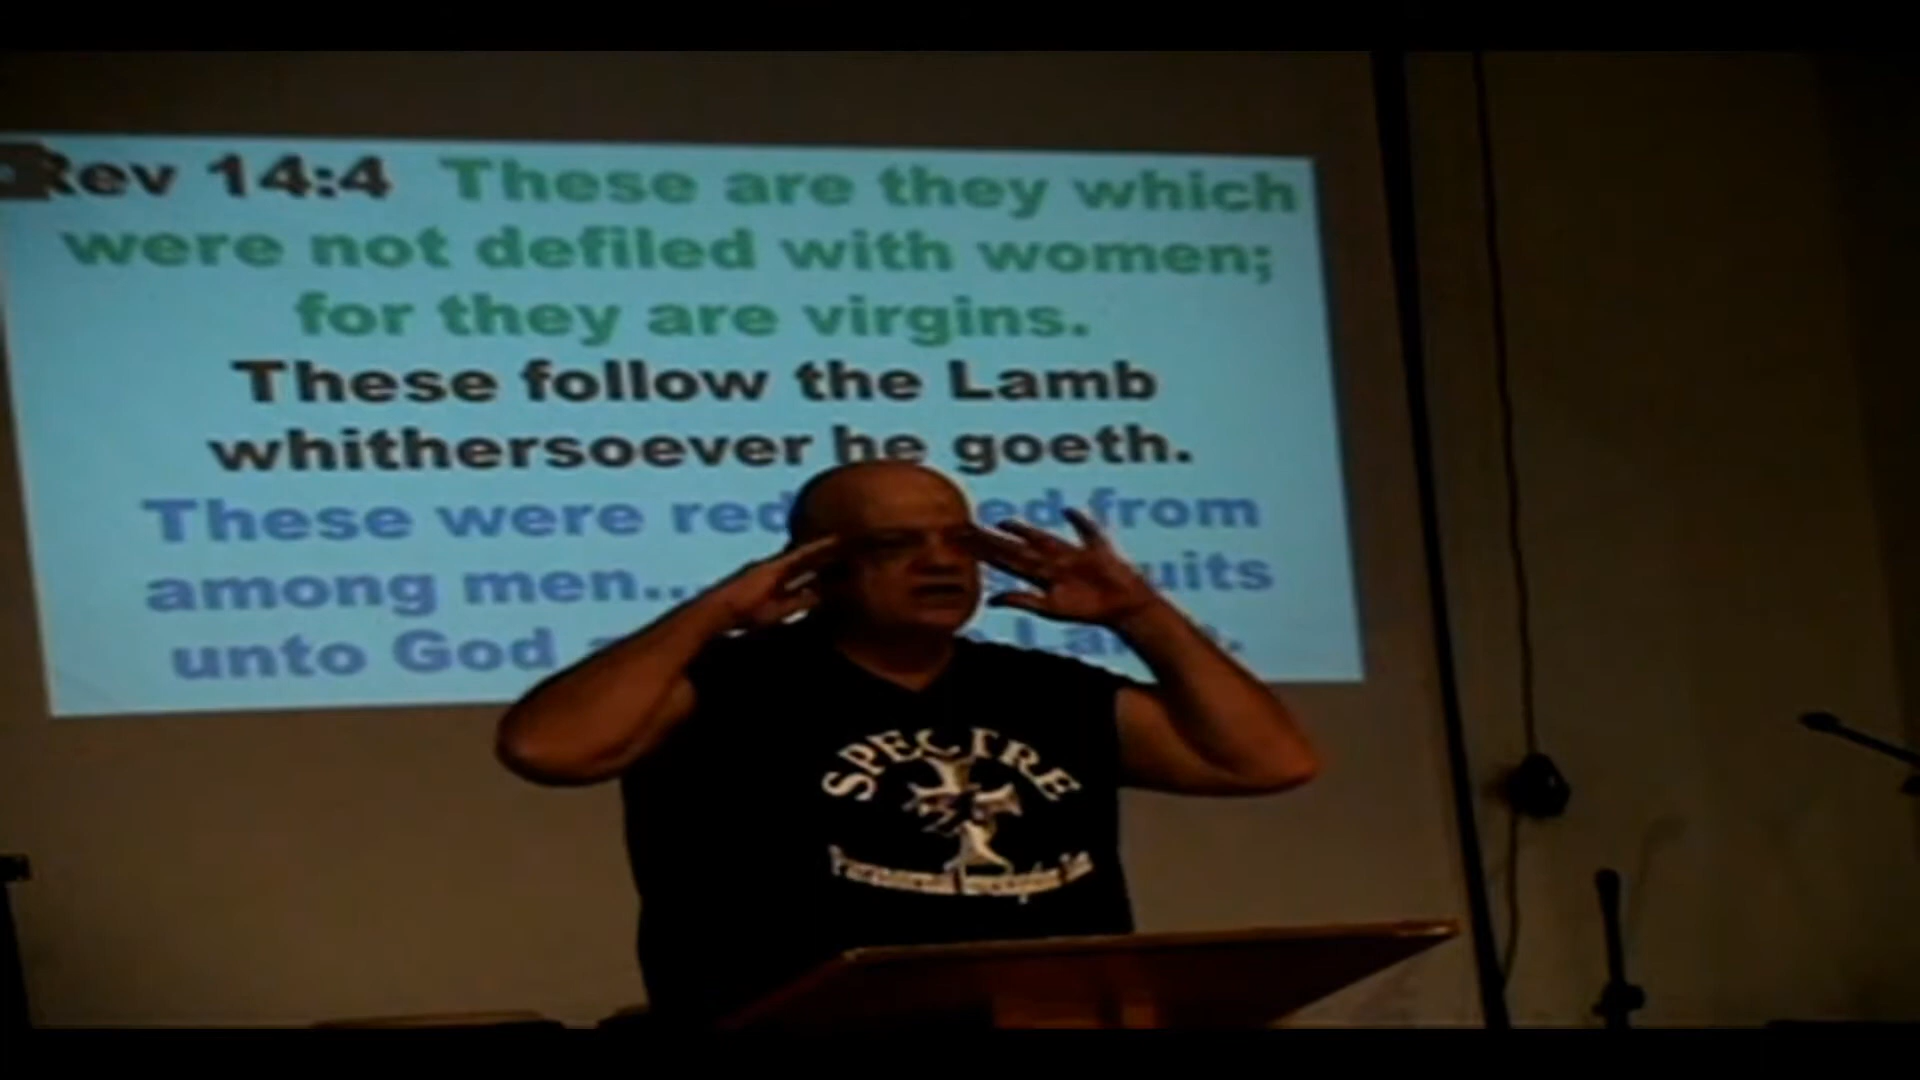 Rev 14:4 These are they which
were not defiled with women;
for they are virgins.
These follow the Lamb
whithersoever he goeth.
These were from
among men...
unto God
SPECTRE